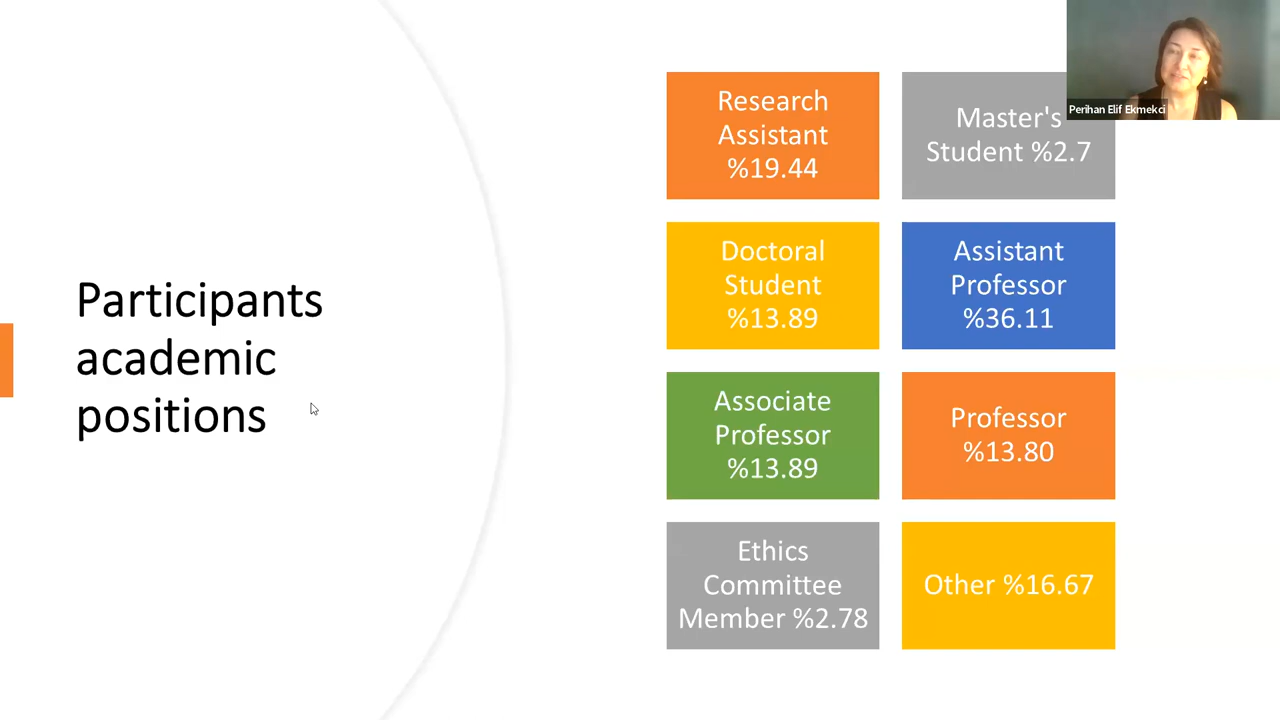 Participants
academic
positions
Research
Assistant
%19.44
Master's
Student %2.7
Doctoral
Student
%13.89
Assistant
Professor
%36.11
Associate
Professor
%13.89
Professor
%13.80
Ethics
Committee
Member %2.78
Other %16.67
Perihan Elif Ekmekci